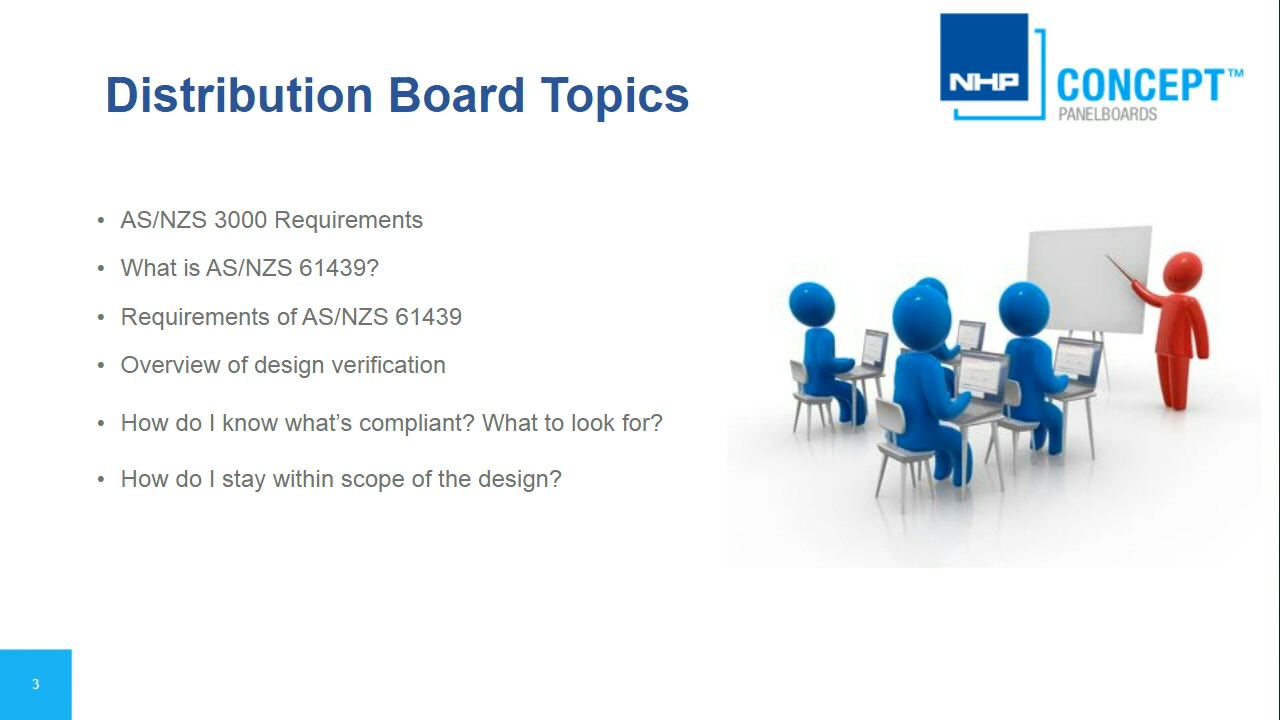 Distribution Board Topics
NHP
CONCEPT™
PANELBOARDS
• AS/NZS 3000 Requirements
• What is AS/NZS 61439?
• Requirements of AS/NZS 61439
• Overview of design verification
• How do I know what’s compliant? What to look for?
• How do I stay within scope of the design?
3